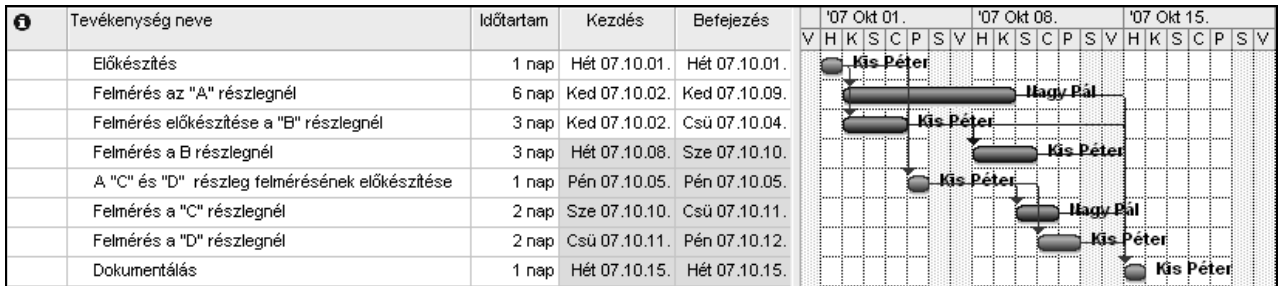 Tevékenység neve Időtartam Kezdés Befejezés '07 Okt 01. '07 Okt 08. '07 Okt 15.
V H K S C P S V H K S C P S V H K S C P S V
Előkészítés 1 nap Hét 07.10.01. Hét 07.10.01. Kis Péter
Felmérés az "A" részlegnél 6 nap Ked 07.10.02. Ked 07.10.09. Nagy Pál
Felmérés előkészítése a "B" részlegnél 3 nap Ked 07.10.02. Csü 07.10.04. Kis Péter
Felmérés a B részlegnél 3 nap Hét 07.10.08. Sze 07.10.10. Kis Péter
A "C" és "D" részleg felmérésének előkészítése 1 nap Pén 07.10.05. Pén 07.10.05. Kis Péter
Felmérés a "C" részlegnél 2 nap Sze 07.10.10. Csü 07.10.11. Nagy Pál
Felmérés a "D" részlegnél 2 nap Csü 07.10.11. Pén 07.10.12. Kis Péter
Dokumentálás 1 nap Hét 07.10.15. Hét 07.10.15. Kis Péter